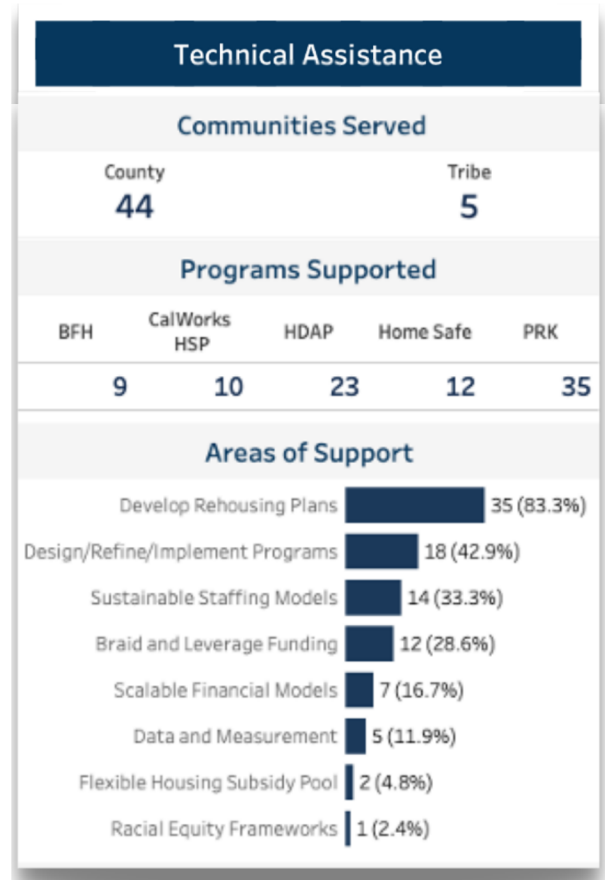 Technical Assistance
Communities Served
County Tribe
44 5
Programs Supported
BFH CalWorks HSP HDAP Home Safe PRK
9 10 23 12 35
Areas of Support
Develop Rehousing Plans 35 (83.3%)
Design/Refine/Implement Programs 18 (42.9%)
Sustainable Staffing Models 14 (33.3%)
Braid and Leverage Funding 12 (28.6%)
Scalable Financial Models 7 (16.7%)
Data and Measurement 5 (11.9%)
Flexible Housing Subsidy Pool 2 (4.8%)
Racial Equity Frameworks 1 (2.4%)